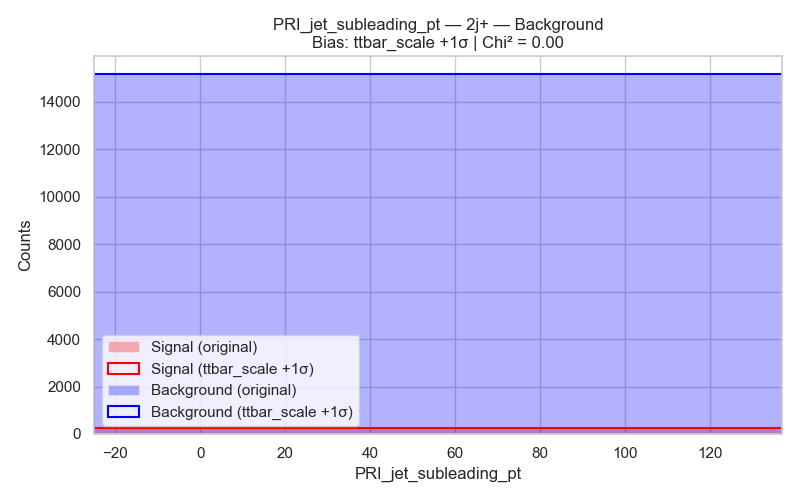 PRI_jet_subleading_pt — 2j+ — Background
Bias: ttbar_scale +1σ | Chi² = 0.00
Counts
14000
12000
10000
8000
6000
4000
2000
0
Signal (original)
Signal (ttbar_scale +1σ)
Background (original)
Background (ttbar_scale +1σ)
−20
0
20
40
60
80
100
120
PRI_jet_subleading_pt